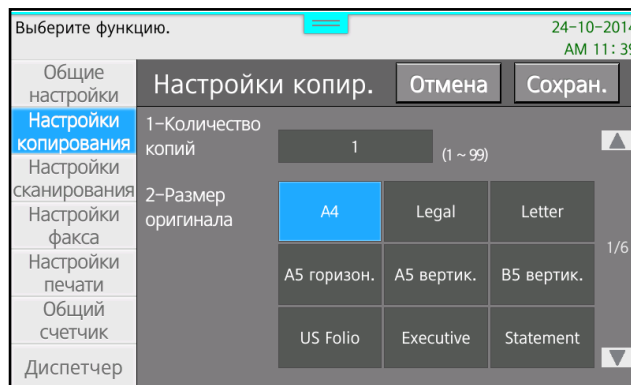 Выберите функцию.
24-10-2014
AM 11:39
Общие
настройки
Настройки
копирования
Настройки
сканирования
Настройки
факса
Настройки
печати
Общий
счетчик
Диспетчер
Настройки копир.
Отмена
Сохран.
1-Количество
копий
1
(1 ~ 99)
2-Размер
оригинала
A4
Legal
Letter
A5 горизон.
A5 вертик.
B5 вертик.
US Folio
Executive
Statement
1/6